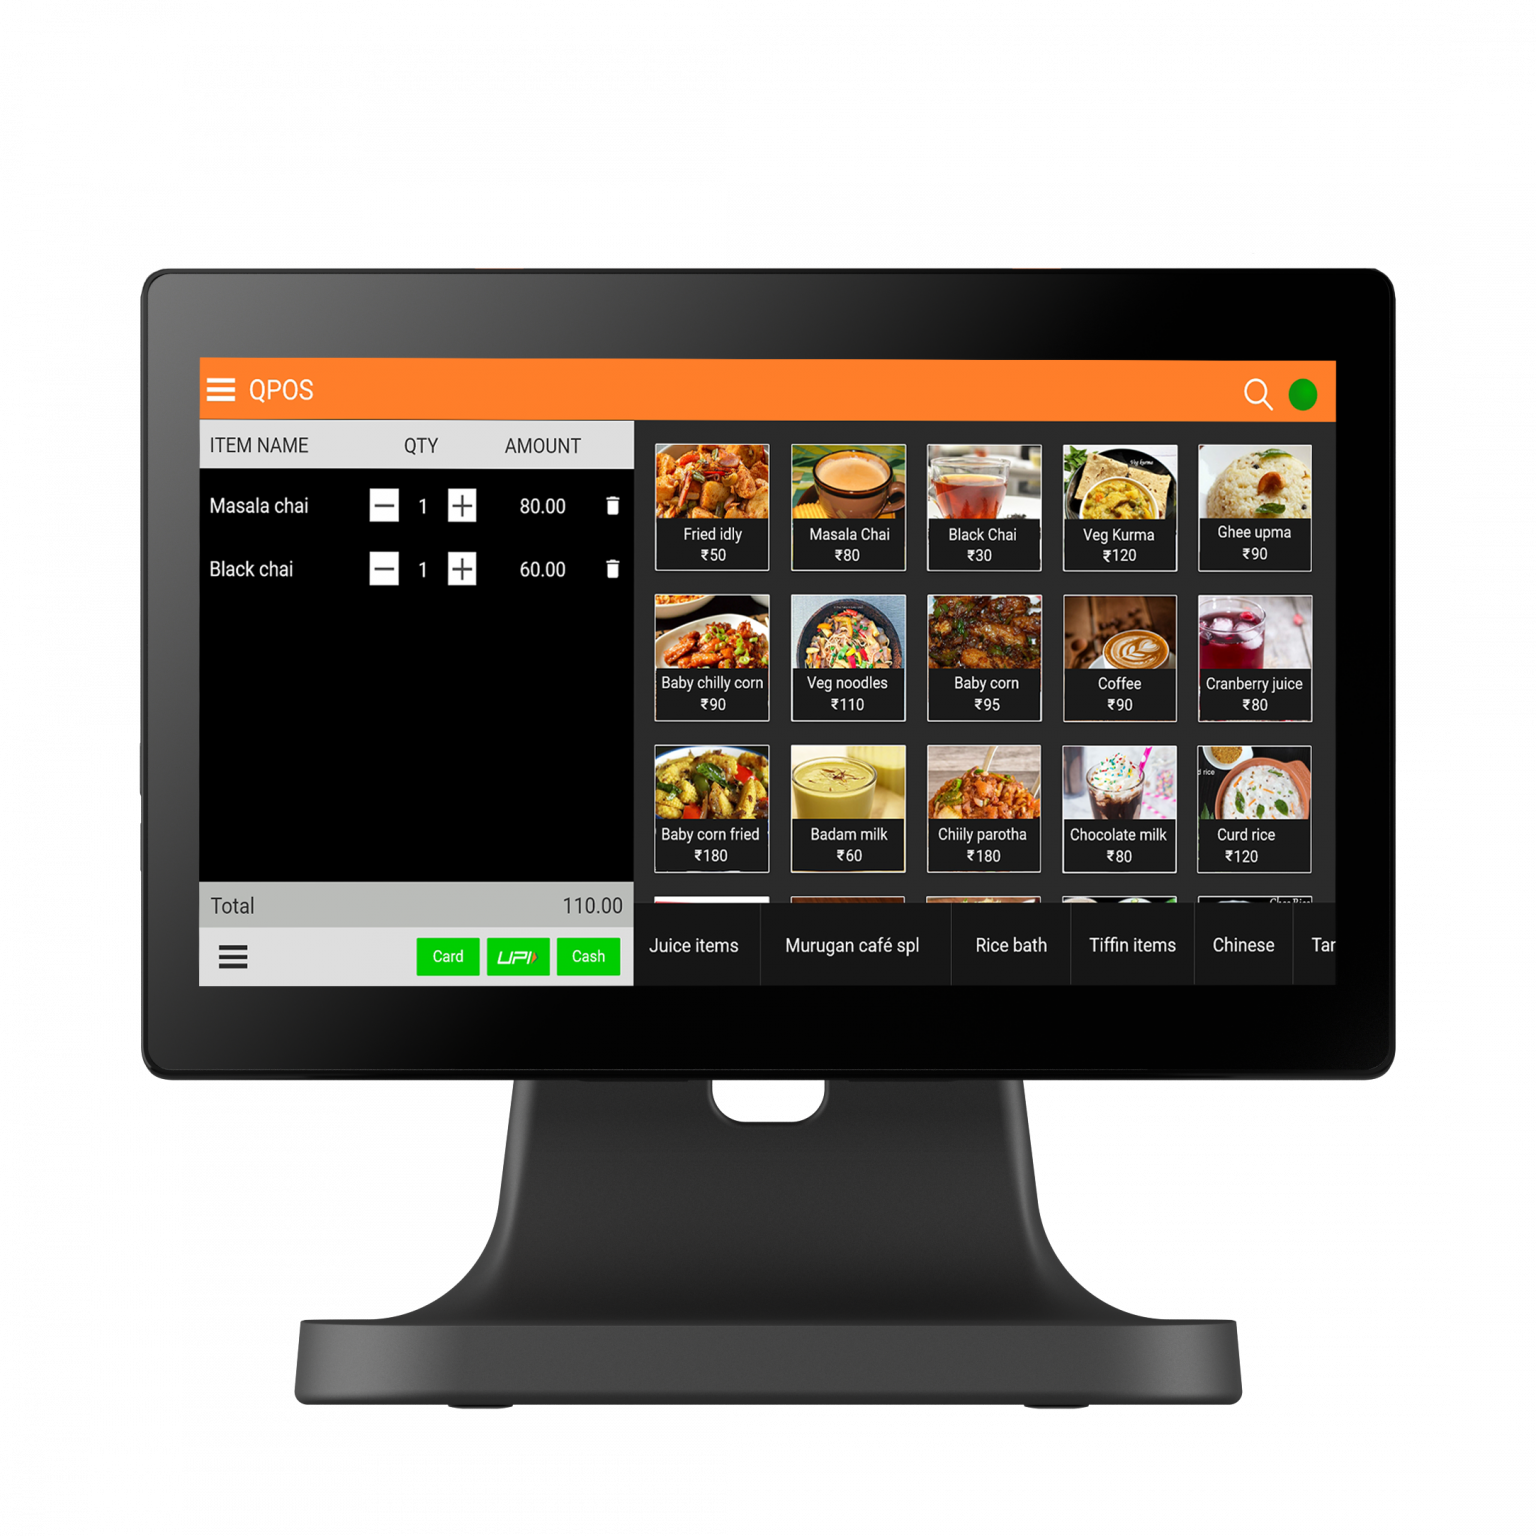 QPOS
ITEM NAME QTY AMOUNT
Masala chai 1 80.00
Black chai 1 60.00
Total 110.00
Card UPI Cash
Fried idly
₹50
Masala Chai
₹80
Black Chai
₹30
Veg kurma
Veg Kurma
₹120
Ghee upma
₹90
Baby chilly corn
₹90
Veg noodles
₹110
Baby corn
₹95
Coffee
₹90
Cranberry juice
₹80
Baby corn fried
₹180
Badam milk
₹60
Chiily parotha
₹180
Chocolate milk
₹80
d rice
Curd rice
₹120
Juice items Murugan café spl Rice bath Tiffin items Chinese Tar